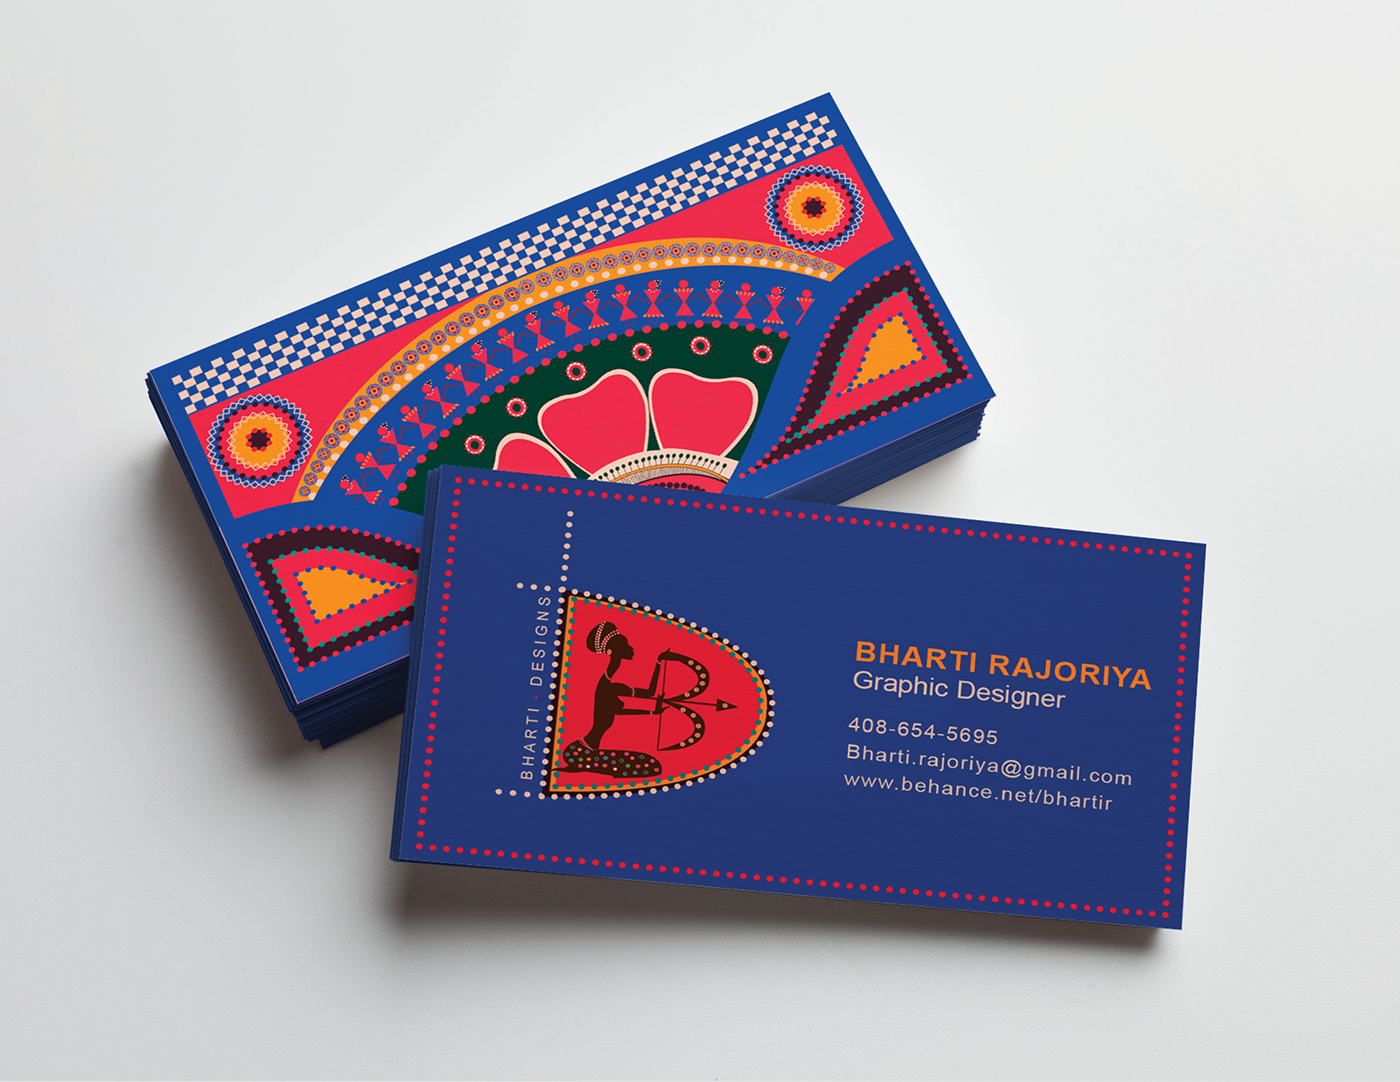 BHARTI - DESIGNS
BHARTI RAJORIYA
Graphic Designer
408-654-5695
Bharti.rajoriya@gmail.com
www.behance.net/bhartir